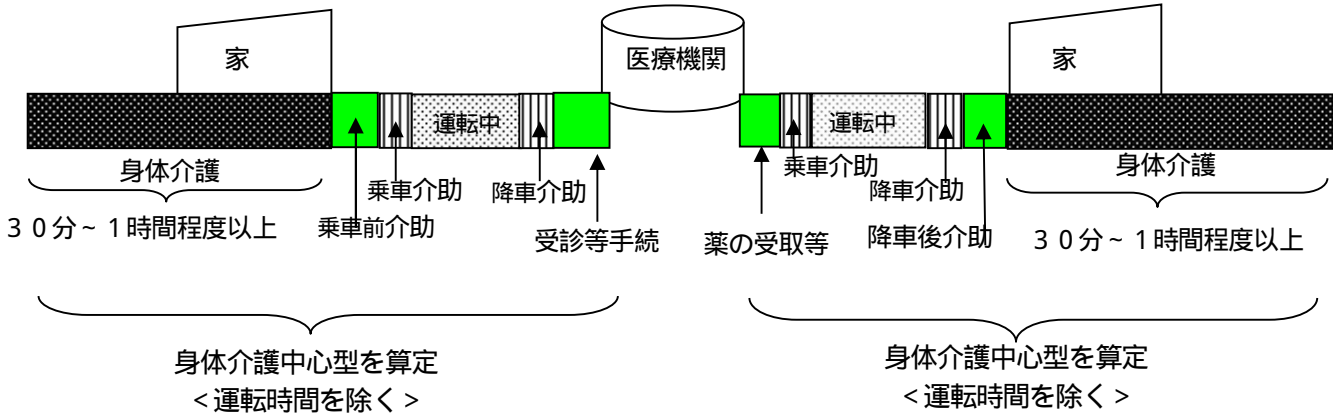 家
医療機関
家
運転中
運転中
身体介護
乗車介助
降車介助
乗車介助
降車介助
身体介護
３０分~１時間程度以上
乗車前介助
受診等手続
薬の受取等
降車後介助
３０分~１時間程度以上
身体介護中心型を算定
<運転時間を除く>
身体介護中心型を算定
<運転時間を除く>